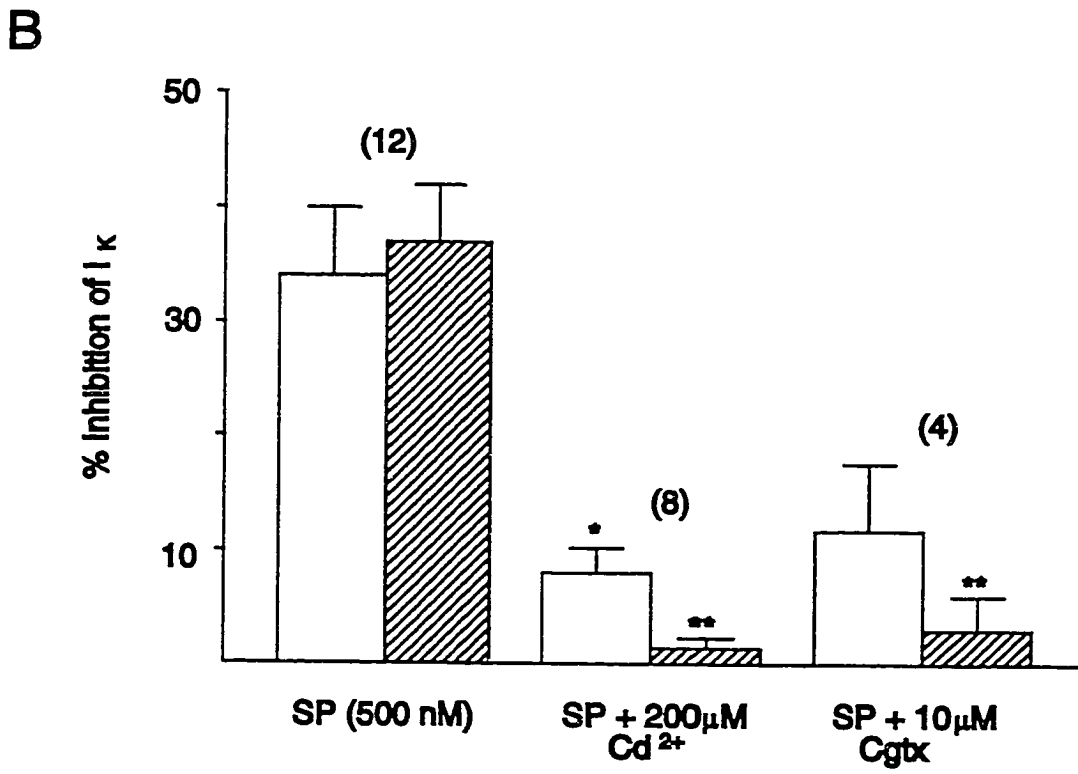 B
50
(12)
% Inhibition of I K
30
(4)
(8)
*
10
**
**
SP (500 nM)
SP + 200µM
Cd 2+
SP + 10µM
Cgtx